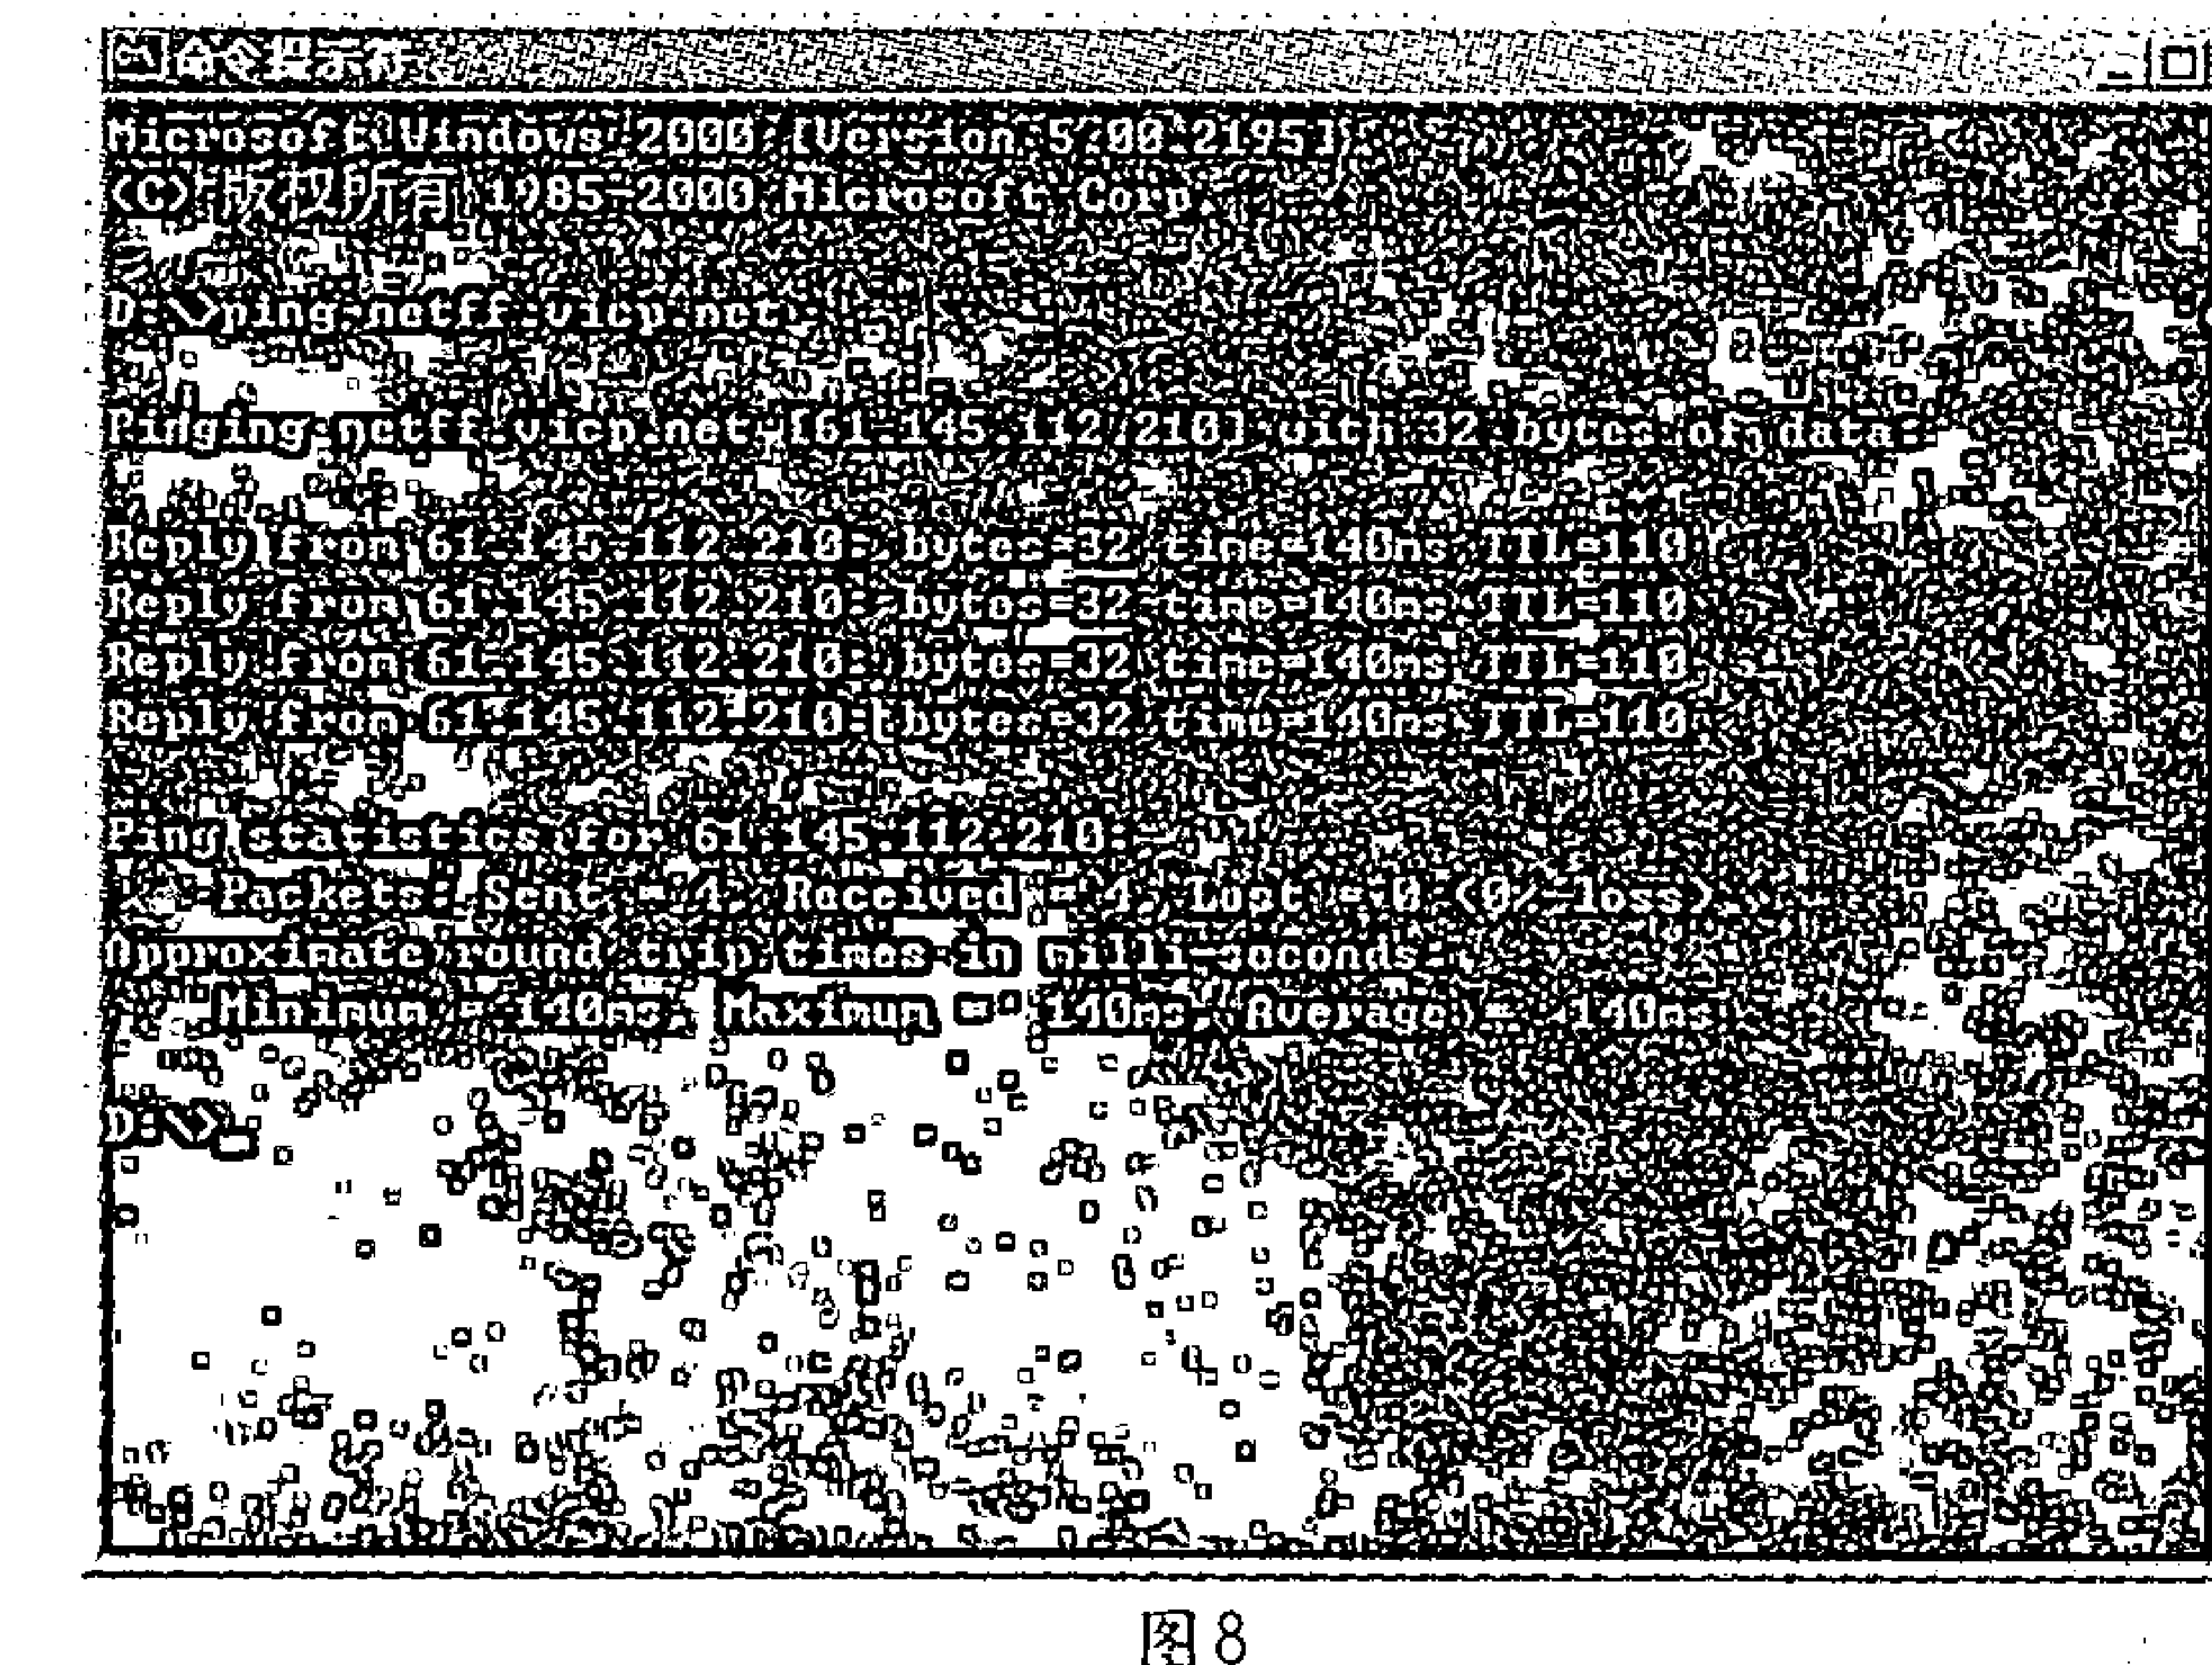 命令提示符
Microsoft Windows 2000 [Version 5.00.2195]
(C) 版权所有 1985-2000 Microsoft Corp.
D:\>ping netff.vicp.net
Pinging netff.vicp.net [61.145.112.210] with 32 bytes of data:
Reply from 61.145.112.210: bytes=32 time=140ms TTL=110
Reply from 61.145.112.210: bytes=32 time=140ms TTL=110
Reply from 61.145.112.210: bytes=32 time=140ms TTL=110
Reply from 61.145.112.210: bytes=32 time=140ms TTL=110
Ping statistics for 61.145.112.210:
Packets: Sent = 4, Received = 4, Lost = 0 (0% loss),
Approximate round trip times in milli-seconds:
Minimum = 140ms, Maximum = 140ms, Average = 140ms
D:\>_
图8